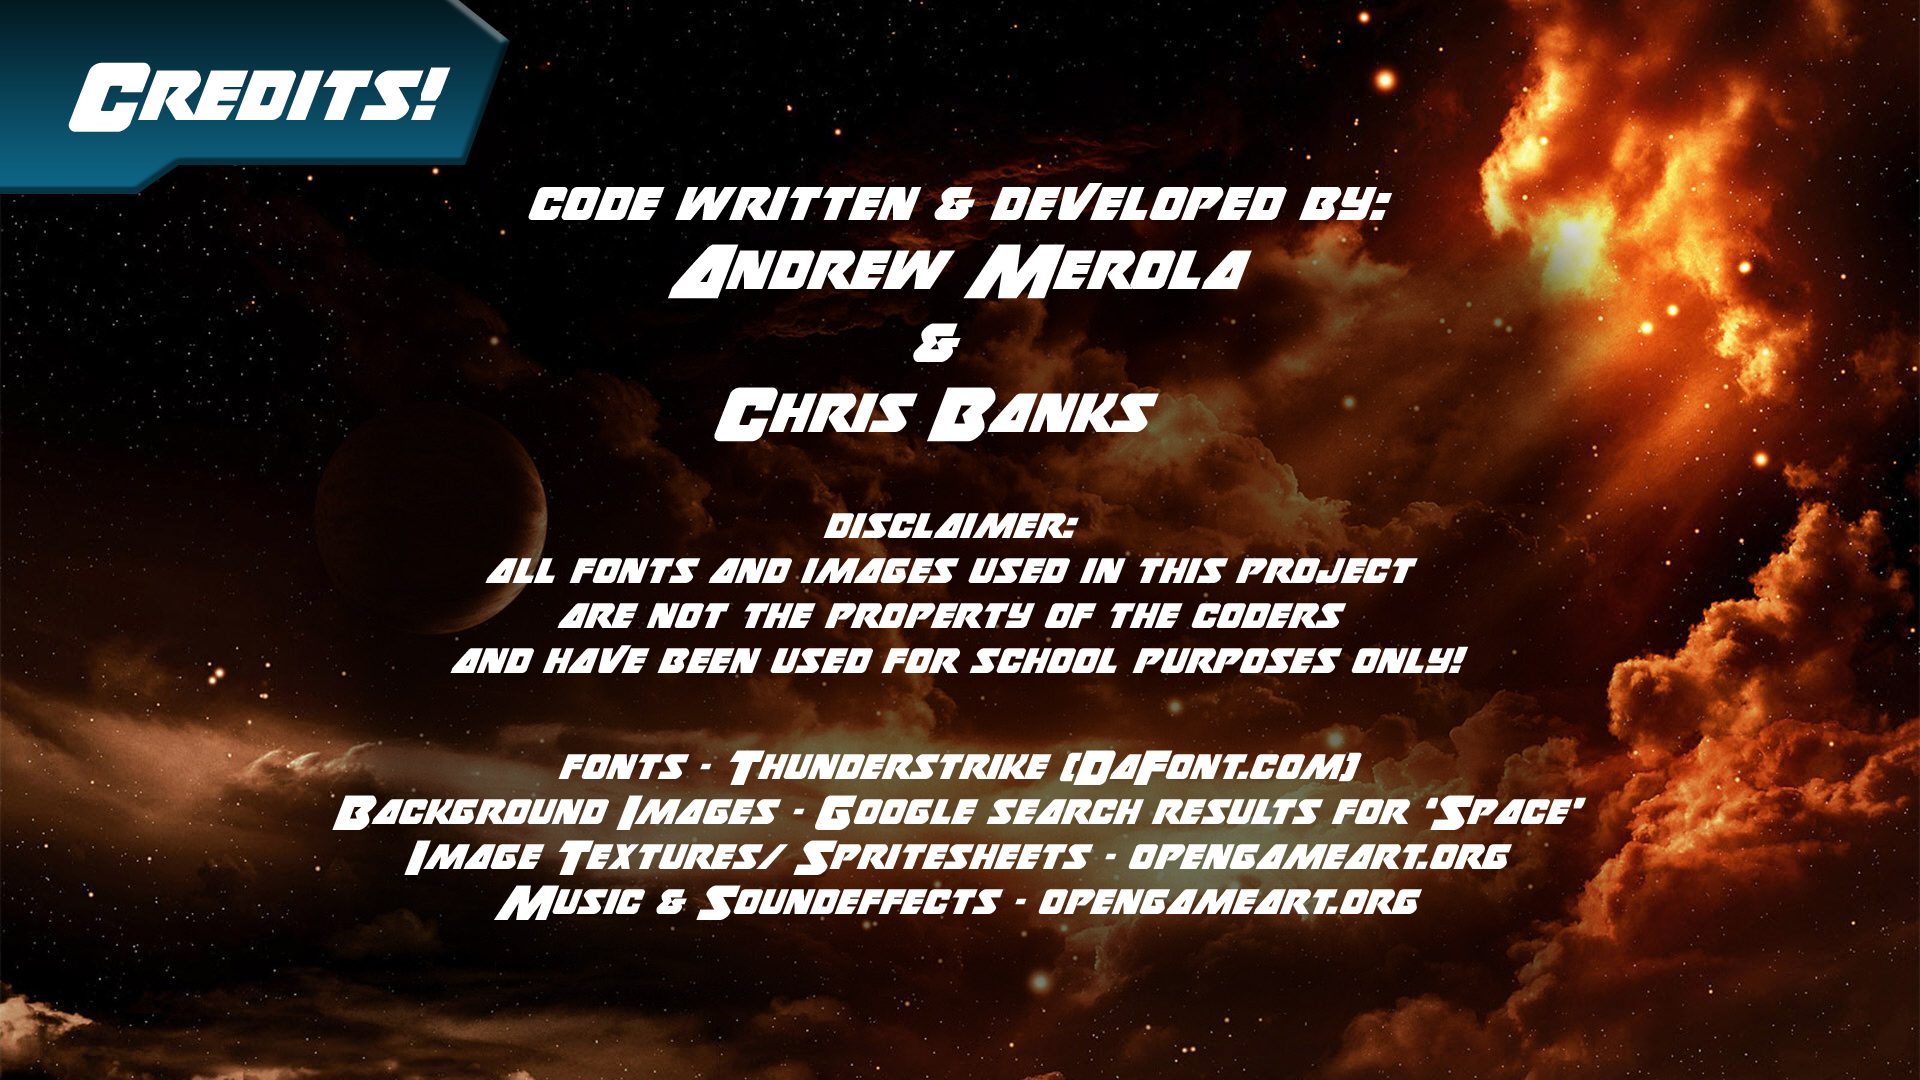 Credits!
code written & developed by:
Andrew Merola
&
Chris Banks
disclaimer:
all fonts and images used in this project
are not the property of the coders
and have been used for school purposes only!
fonts - Thunderstrike (DaFont.com)
Background Images - Google search results for 'Space'
Image Textures/ Spritesheets - opengameart.org
Music & Soundeffects - opengameart.org